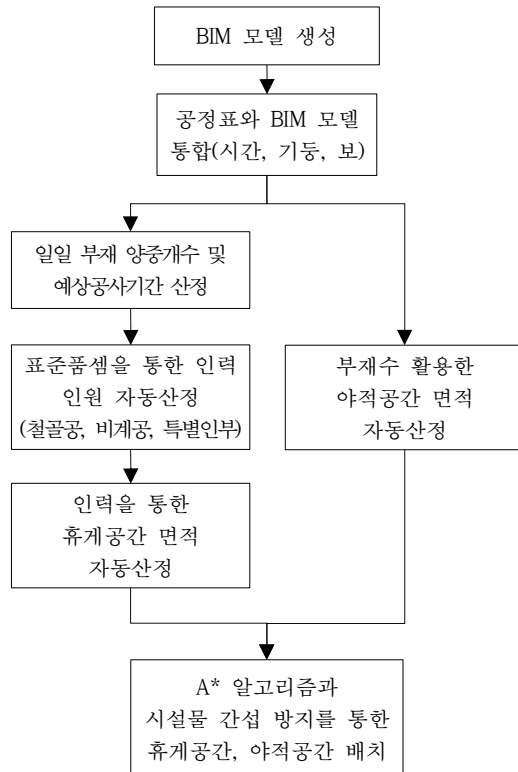 BIM 모델 생성
공정표와 BIM 모델
통합(시간, 기둥, 보)
일일 부재 양중개수 및
예상공사기간 산정
표준품셈을 통한 인력
인원 자동산정
(철골공, 비계공, 특별인부)
인력을 통한
휴게공간 면적
자동산정
부재수 활용한
야적공간 면적
자동산정
A* 알고리즘과
시설물 간섭 방지를 통한
휴게공간, 야적공간 배치